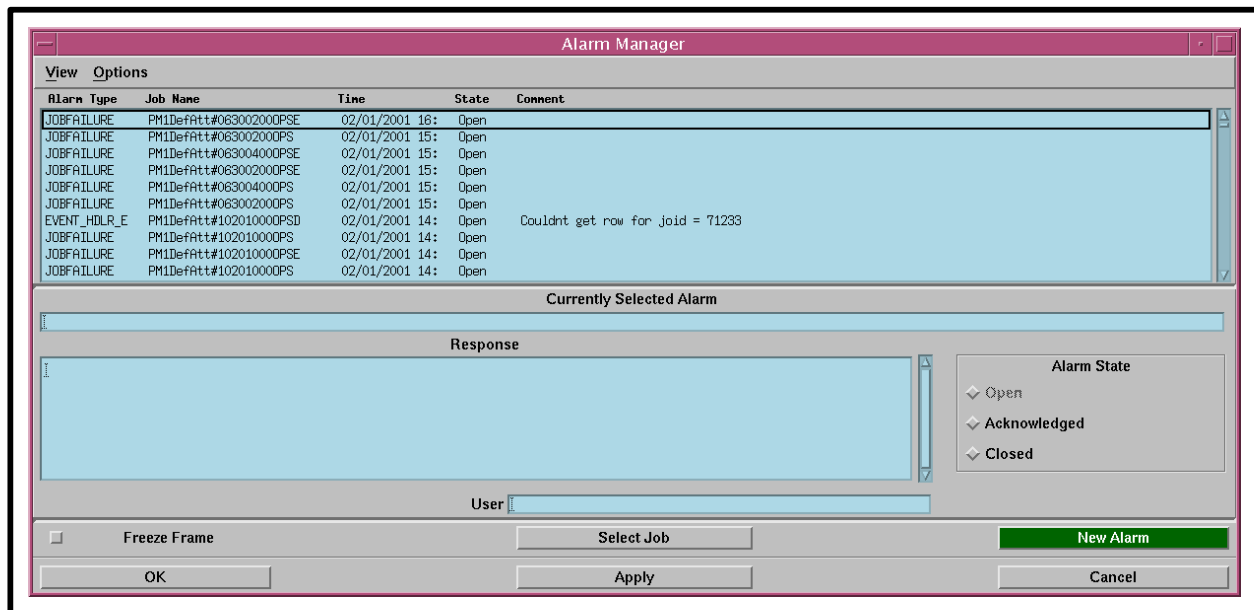 Alarm Manager
View Options
Alarm Type Job Name Time State Comment
JOBFAILURE PM1DefAtt#063002000PSE 02/01/2001 16: Open
JOBFAILURE PM1DefAtt#063002000PS 02/01/2001 15: Open
JOBFAILURE PM1DefAtt#063004000PSE 02/01/2001 15: Open
JOBFAILURE PM1DefAtt#063002000PSE 02/01/2001 15: Open
JOBFAILURE PM1DefAtt#063004000PS 02/01/2001 15: Open
JOBFAILURE PM1DefAtt#063002000PS 02/01/2001 15: Open
EVENT_HDLR_E PM1DefAtt#102010000PSD 02/01/2001 14: Open Couldnt get row for joid = 71233
JOBFAILURE PM1DefAtt#102010000PS 02/01/2001 14: Open
JOBFAILURE PM1DefAtt#102010000PSE 02/01/2001 14: Open
JOBFAILURE PM1DefAtt#102010000PS 02/01/2001 14: Open
Currently Selected Alarm
Response
Alarm State
Open
Acknowledged
Closed
User
Freeze Frame Select Job New Alarm
OK Apply Cancel